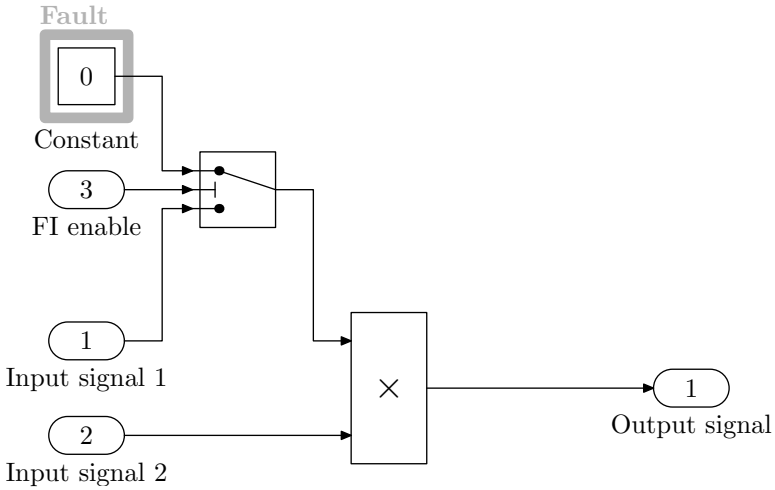 Fault
0
Constant
3
FI enable
1
Input signal 1
2
Input signal 2
×
1
Output signal